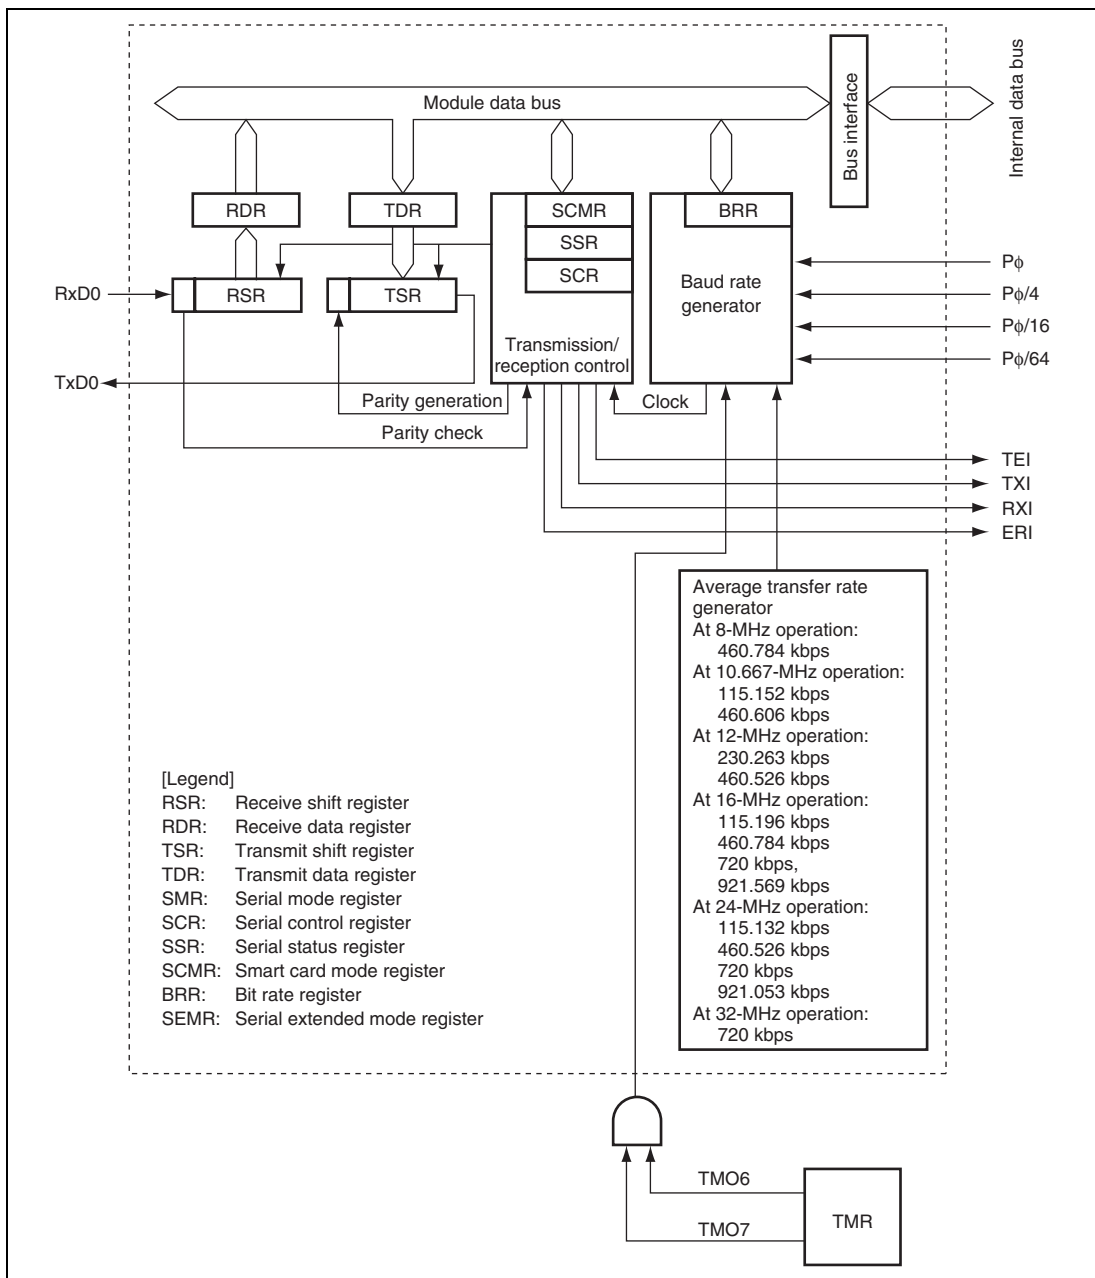 Module data bus
Bus interface
Internal data bus
RDR
TDR
SCMR
SSR
SCR
BRR
RxD0
RSR
TSR
Baud rate
generator
Pϕ
Pϕ/4
Pϕ/16
Pϕ/64
Transmission/
reception control
TxD0
Parity generation
Clock
Parity check
TEI
TXI
RXI
ERI
Average transfer rate
generator
At 8-MHz operation:
460.784 kbps
At 10.667-MHz operation:
115.152 kbps
460.606 kbps
At 12-MHz operation:
230.263 kbps
460.526 kbps
At 16-MHz operation:
115.196 kbps
460.784 kbps
720 kbps,
921.569 kbps
At 24-MHz operation:
115.132 kbps
460.526 kbps
720 kbps
921.053 kbps
At 32-MHz operation:
720 kbps
[Legend]
RSR: Receive shift register
RDR: Receive data register
TSR: Transmit shift register
TDR: Transmit data register
SMR: Serial mode register
SCR: Serial control register
SSR: Serial status register
SCMR: Smart card mode register
BRR: Bit rate register
SEMR: Serial extended mode register
TMO6
TMO7
TMR